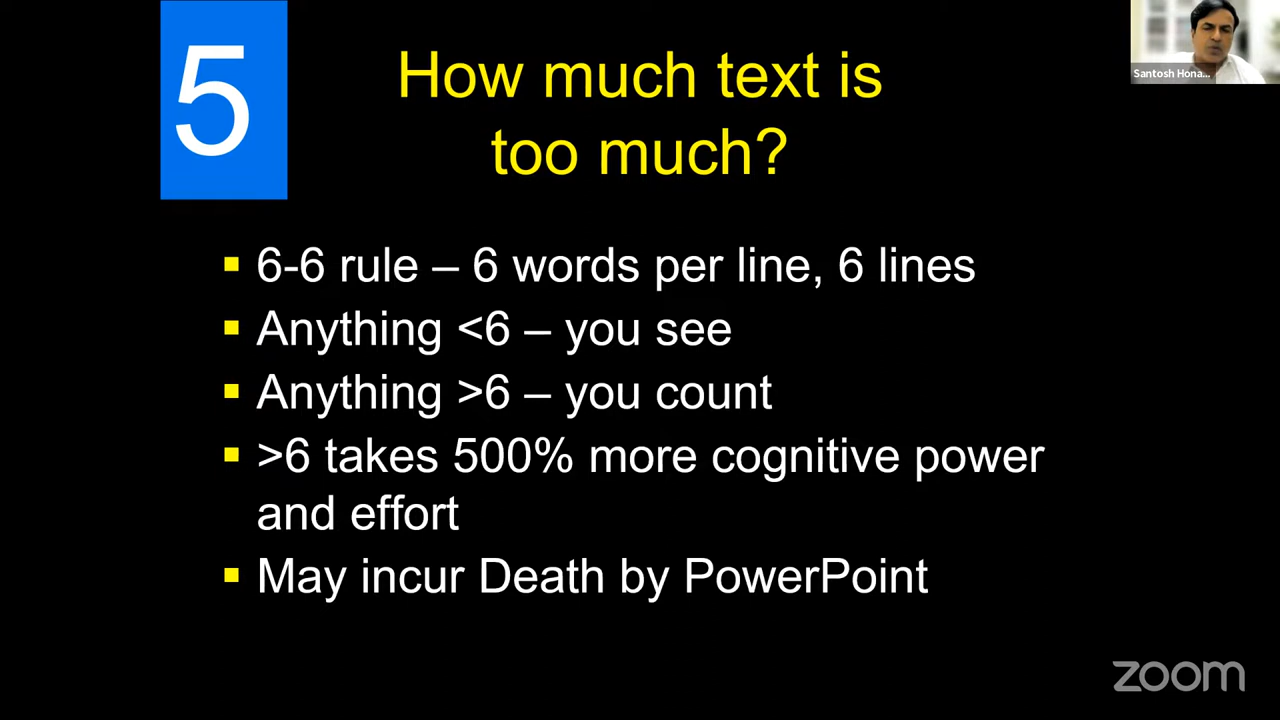 5
How much text is
too much?
▪ 6-6 rule – 6 words per line, 6 lines
▪ Anything <6 – you see
▪ Anything >6 – you count
▪ >6 takes 500% more cognitive power
and effort
▪ May incur Death by PowerPoint
Santosh Hona...
zoom